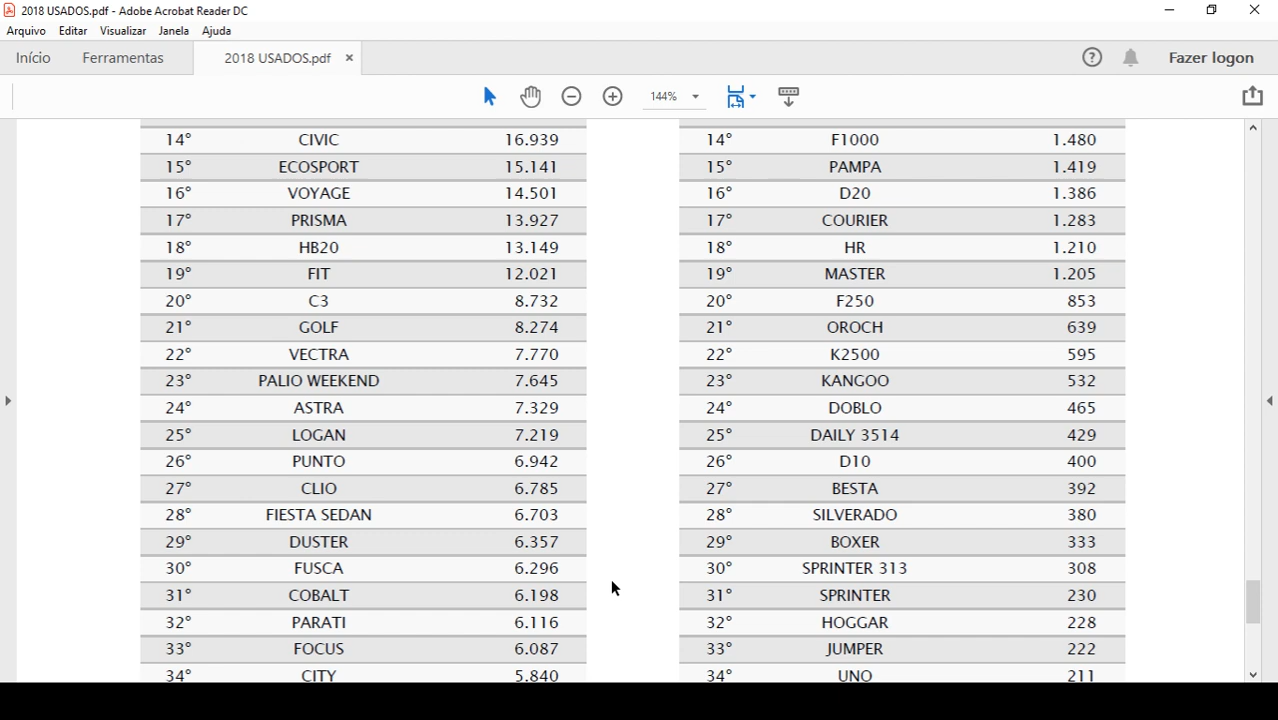 2018 USADOS.pdf - Adobe Acrobat Reader DC
Arquivo Editar Visualizar Janela Ajuda
Início Ferramentas 2018 USADOS.pdf × ? Fazer logon
144%
14° CIVIC 16.939
15° ECOSPORT 15.141
16° VOYAGE 14.501
17° PRISMA 13.927
18° HB20 13.149
19° FIT 12.021
20° C3 8.732
21° GOLF 8.274
22° VECTRA 7.770
23° PALIO WEEKEND 7.645
24° ASTRA 7.329
25° LOGAN 7.219
26° PUNTO 6.942
27° CLIO 6.785
28° FIESTA SEDAN 6.703
29° DUSTER 6.357
30° FUSCA 6.296
31° COBALT 6.198
32° PARATI 6.116
33° FOCUS 6.087
34° CITY 5.840
14° F1000 1.480
15° PAMPA 1.419
16° D20 1.386
17° COURIER 1.283
18° HR 1.210
19° MASTER 1.205
20° F250 853
21° OROCH 639
22° K2500 595
23° KANGOO 532
24° DOBLO 465
25° DAILY 3514 429
26° D10 400
27° BESTA 392
28° SILVERADO 380
29° BOXER 333
30° SPRINTER 313 308
31° SPRINTER 230
32° HOGGAR 228
33° JUMPER 222
34° UNO 211